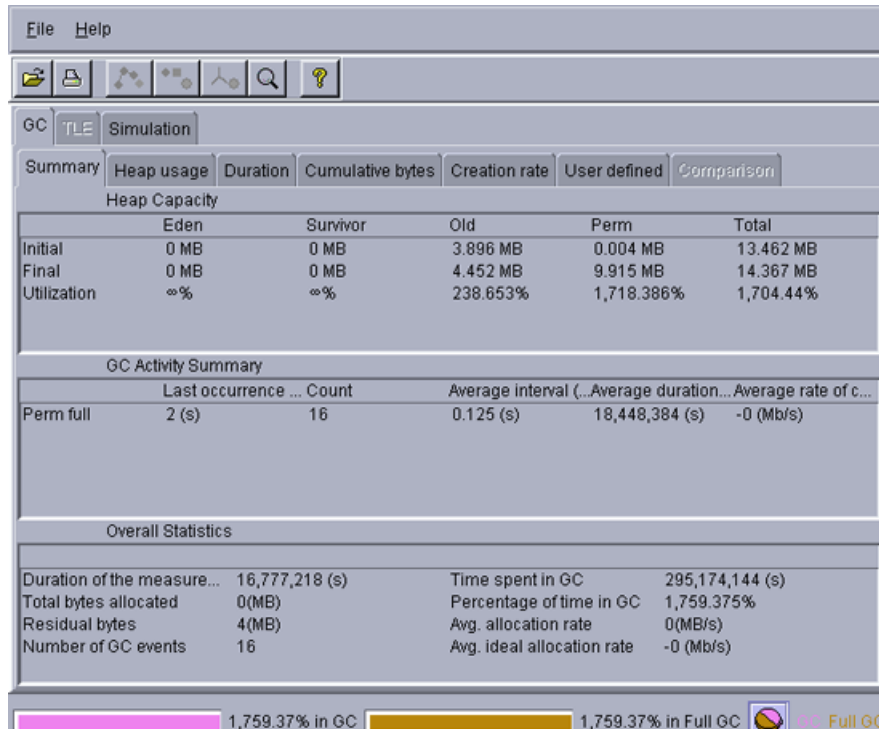 File Help
GC TLE Simulation
Summary Heap usage Duration Cumulative bytes Creation rate User defined Comparison
Heap Capacity
Eden Survivor Old Perm Total
Initial 0 MB 0 MB 3.896 MB 0.004 MB 13.462 MB
Final 0 MB 0 MB 4.452 MB 9.915 MB 14.367 MB
Utilization ∞% ∞% 238.653% 1,718.386% 1,704.44%
GC Activity Summary
Last occurrence ... Count Average interval (... Average duration... Average rate of c...
Perm full 2 (s) 16 0.125 (s) 18,448,384 (s) -0 (Mb/s)
Overall Statistics
Duration of the measure... 16,777,218 (s) Time spent in GC 295,174,144 (s)
Total bytes allocated 0(MB) Percentage of time in GC 1,759.375%
Residual bytes 4(MB) Avg. allocation rate 0(MB/s)
Number of GC events 16 Avg. ideal allocation rate -0 (Mb/s)
1,759.37% in GC 1,759.37% in Full GC GC Full GC